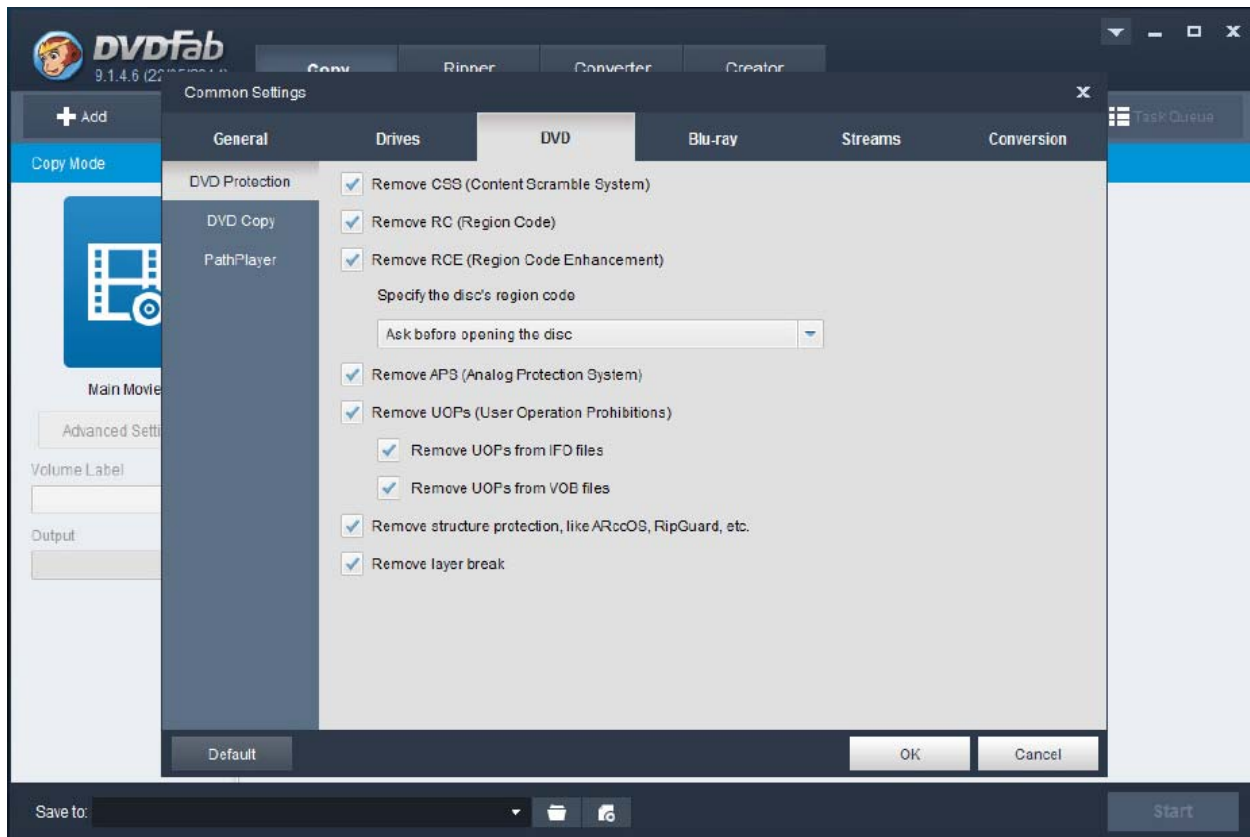 DVDFab
9.1.4.6
Copy
Ripper
Converter
Creator
Add
Task Queue
Common Settings
General
Drives
DVD
Blu-ray
Streams
Conversion
Copy Mode
Main Movie
Advanced Setti
Volume Label
Output
DVD Protection
DVD Copy
PathPlayer
Remove CSS (Content Scramble System)
Remove RC (Region Code)
Remove RCE (Region Code Enhancement)
Specify the disc's region code
Ask before opening the disc
Remove APS (Analog Protection System)
Remove UOPs (User Operation Prohibitions)
Remove UOPs from IFO files
Remove UOPs from VOB files
Remove structure protection, like ARccOS, RipGuard, etc.
Remove layer break
Default
OK
Cancel
Save to:
Start